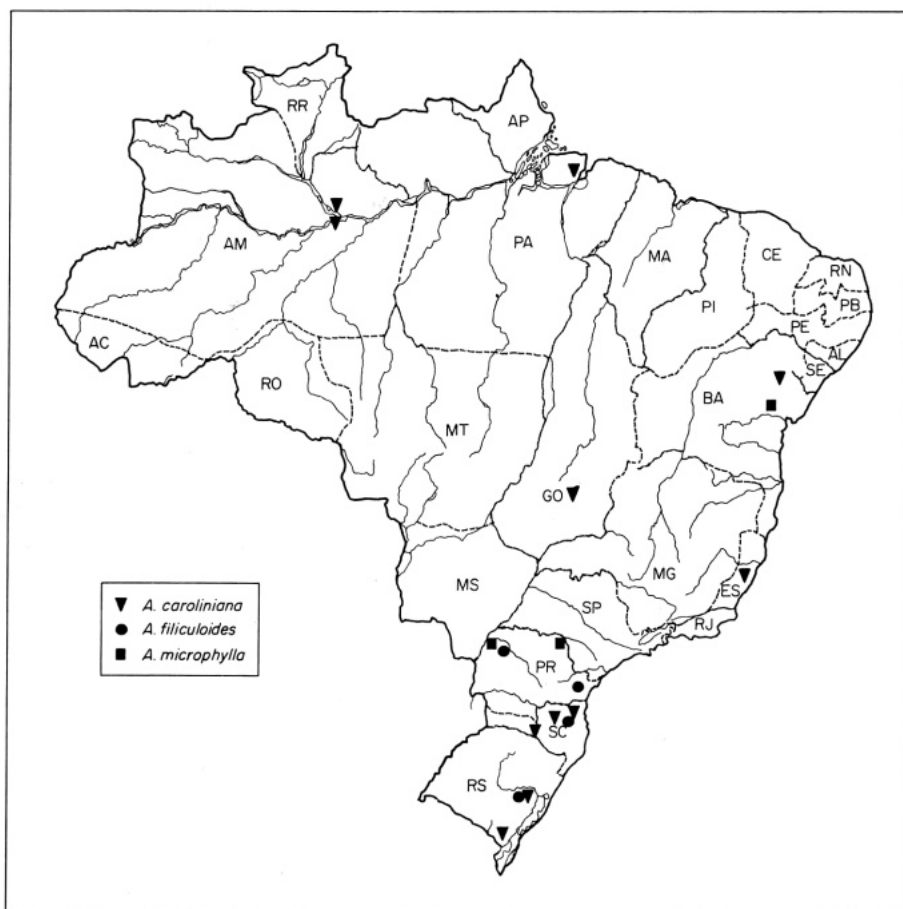 RR
AP
AM
PA
MA
CE
RN
PB
PI
PE
AL
SE
AC
RO
BA
MT
GO
MS
MG
ES
SP
RJ
PR
SC
RS
A. caroliniana
A. filiculoides
A. microphylla